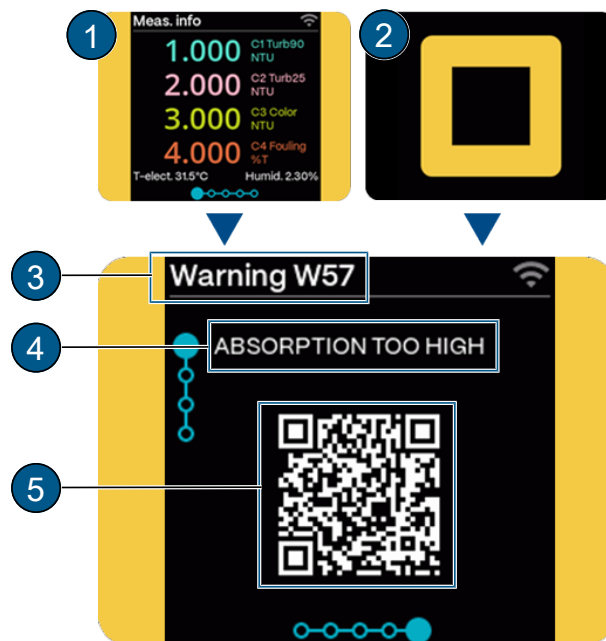 1
Meas. info
1.000 C1 Turb90
NTU
2.000 C2 Turb25
NTU
3.000 C3 Color
NTU
4.000 C4 Fouling
%T
T-elect. 31.5°C Humid. 2.30%
2
3
Warning W57
4
ABSORPTION TOO HIGH
5